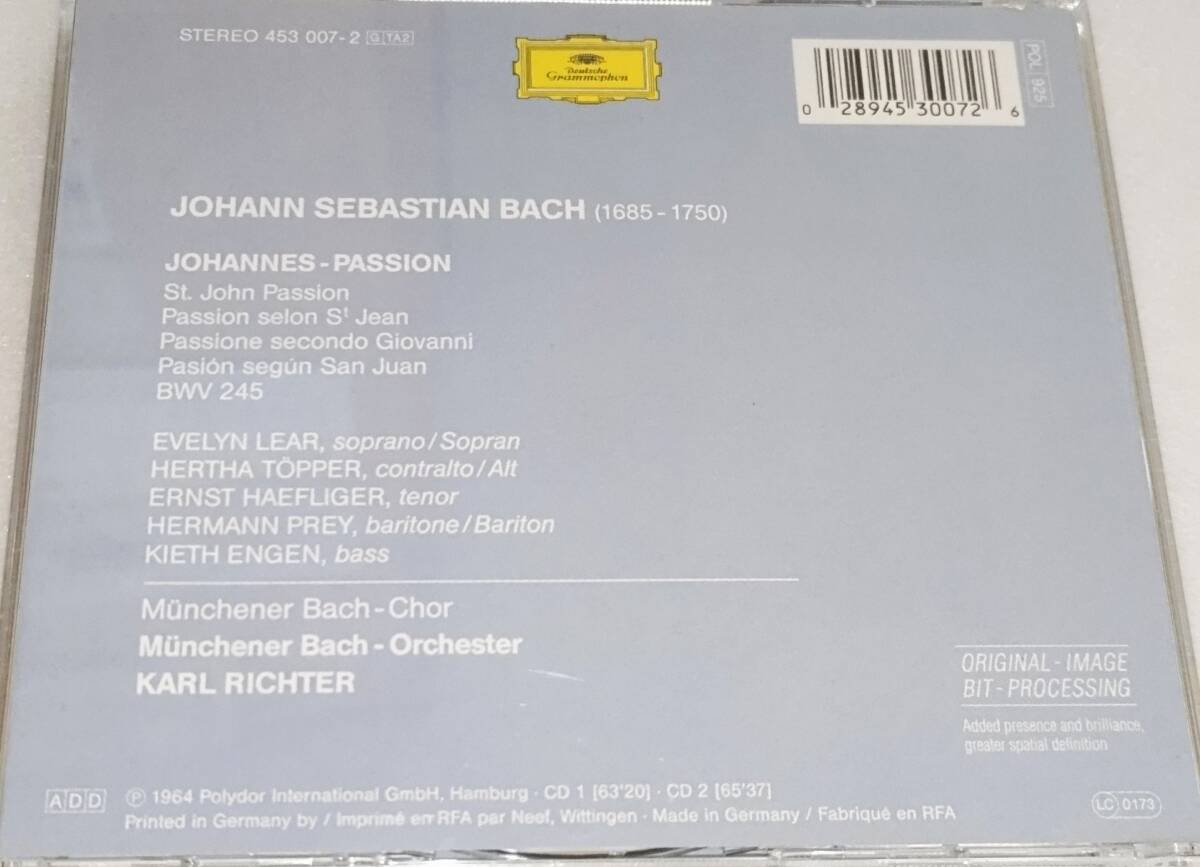 STEREO 453 007-2 G TA2
Deutsche
Grammophon
0 28945 30072 6
POL 925
JOHANN SEBASTIAN BACH (1685-1750)
JOHANNES-PASSION
St. John Passion
Passion selon St Jean
Passione secondo Giovanni
Pasión según San Juan
BWV 245
EVELYN LEAR, soprano/Sopran
HERTHA TÖPPER, contralto/Alt
ERNST HAEFLIGER, tenor
HERMANN PREY, baritone/Bariton
KIETH ENGEN, bass
Münchener Bach-Chor
Münchener Bach-Orchester
KARL RICHTER
ORIGINAL-IMAGE
BIT-PROCESSING
Added presence and brilliance,
greater spatial definition
ADD ℗ 1964 Polydor International GmbH, Hamburg · CD 1 [63'20] · CD 2 [65'37]
LC 0173
Printed in Germany by / Imprimé en RFA par Neef, Wittingen · Made in Germany / Fabriqué en RFA